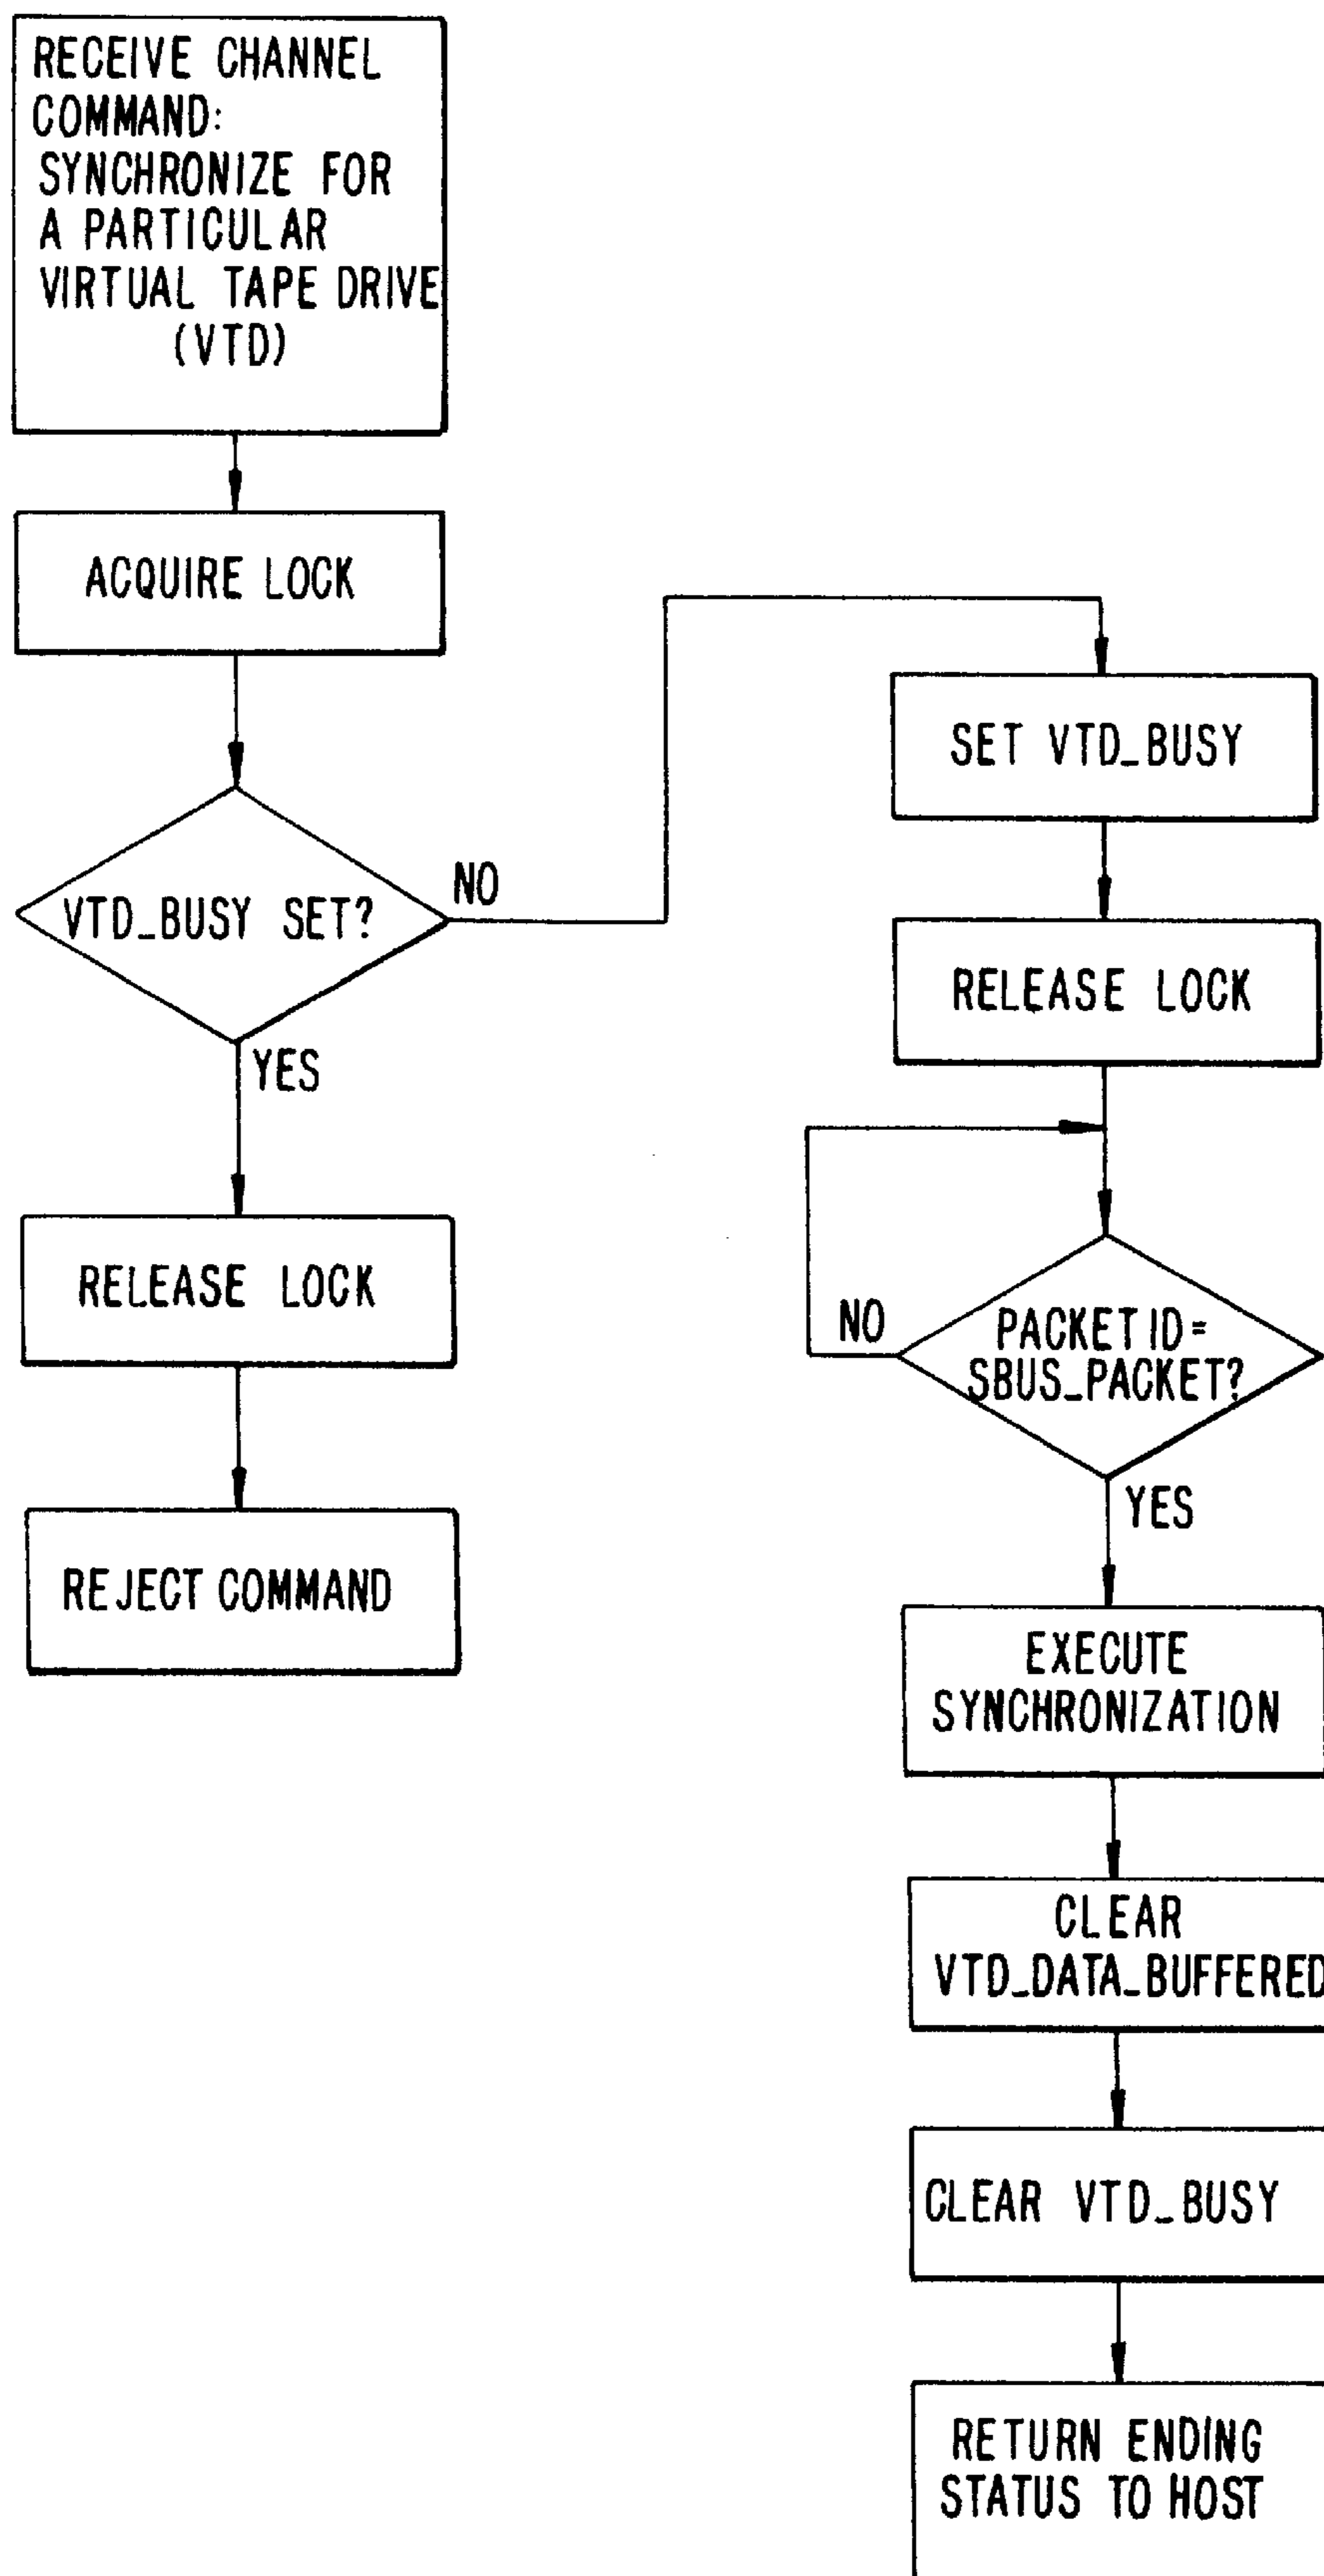 RECEIVE CHANNEL
COMMAND:
SYNCHRONIZE FOR
A PARTICULAR
VIRTUAL TAPE DRIVE
(VTD)
ACQUIRE LOCK
VTD_BUSY SET?
NO
YES
RELEASE LOCK
REJECT COMMAND
SET VTD_BUSY
RELEASE LOCK
NO
PACKET ID =
SBUS_PACKET?
YES
EXECUTE
SYNCHRONIZATION
CLEAR
VTD_DATA_BUFFERED
CLEAR VTD_BUSY
RETURN ENDING
STATUS TO HOST